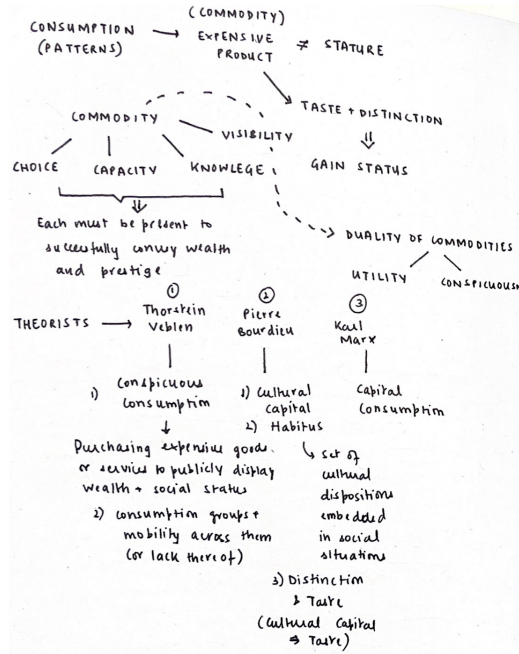 (COMMODITY)
CONSUMPTION → EXPENSIVE ≠ STATURE
(PATTERNS) PRODUCT
TASTE + DISTINCTION
⇓
GAIN STATUS
COMMODITY
VISIBILITY
CHOICE CAPACITY KNOWLEGE
⇓
Each must be present to
successfully convey wealth
and prestige
DUALITY OF COMMODITIES
UTILITY CONSPICUOUSN
THEORISTS →
①
Thorstein
Veblen
1) Conspicuous
Consumption
↓
Purchasing expensive goods
or services to publicly display
wealth + social status
2) consumption groups +
mobility across them
(or lack thereof)
②
Pierre
Bourdieu
1) Cultural
capital
2) Habitus
↳ set of
cultural
dispositions
embedded
in social
situations
3) Distinction
& Taste
(Cultural Capital
⇒ Taste)
③
Karl
Marx
Capital
Consumption